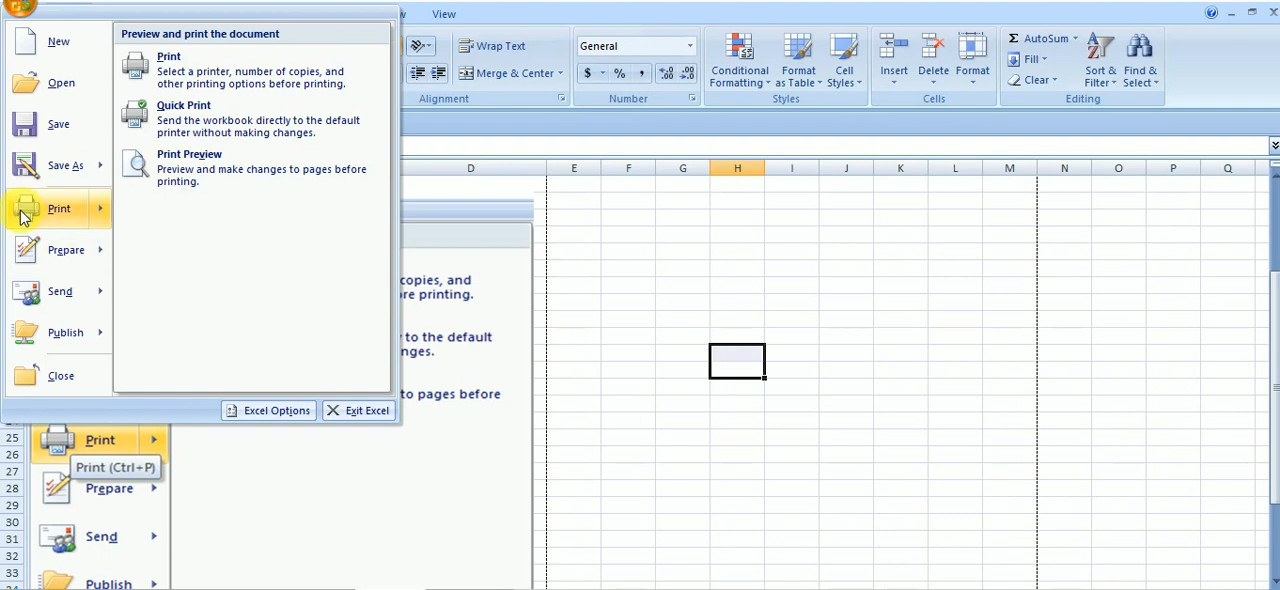 View
New
Open
Save
Save As
Print
Prepare
Send
Publish
Close
Preview and print the document
Print
Select a printer, number of copies, and
other printing options before printing.
Quick Print
Send the workbook directly to the default
printer without making changes.
Print Preview
Preview and make changes to pages before
printing.
Excel Options
Exit Excel
Wrap Text
Merge & Center
Alignment
General
$ % ,
Number
Conditional
Formatting
Format
as Table
Cell
Styles
Styles
Insert
Delete
Format
Cells
AutoSum
Fill
Clear
Sort &
Filter
Find &
Select
Editing
D E F G H I J K L M N O P Q
copies, and
re printing.
to the default
nges.
to pages before
25
26
27
28
29
30
31
32
33
Print
Print (Ctrl+P)
Prepare
Send
Publish